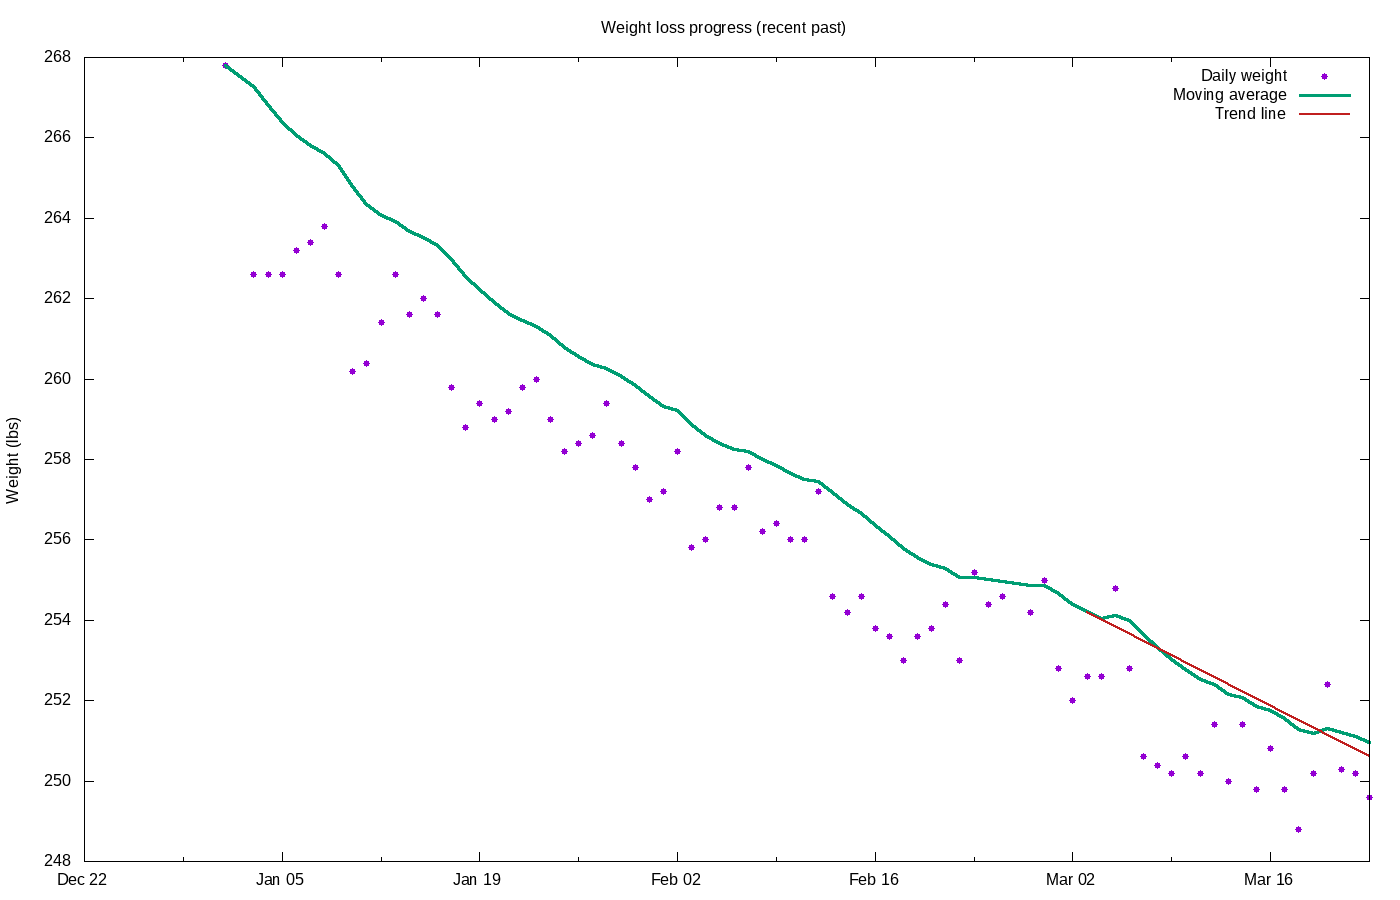 Weight loss progress (recent past)
268
266
264
262
260
258
256
254
252
250
248
Weight (lbs)
Daily weight
Moving average
Trend line
Dec 22
Jan 05
Jan 19
Feb 02
Feb 16
Mar 02
Mar 16